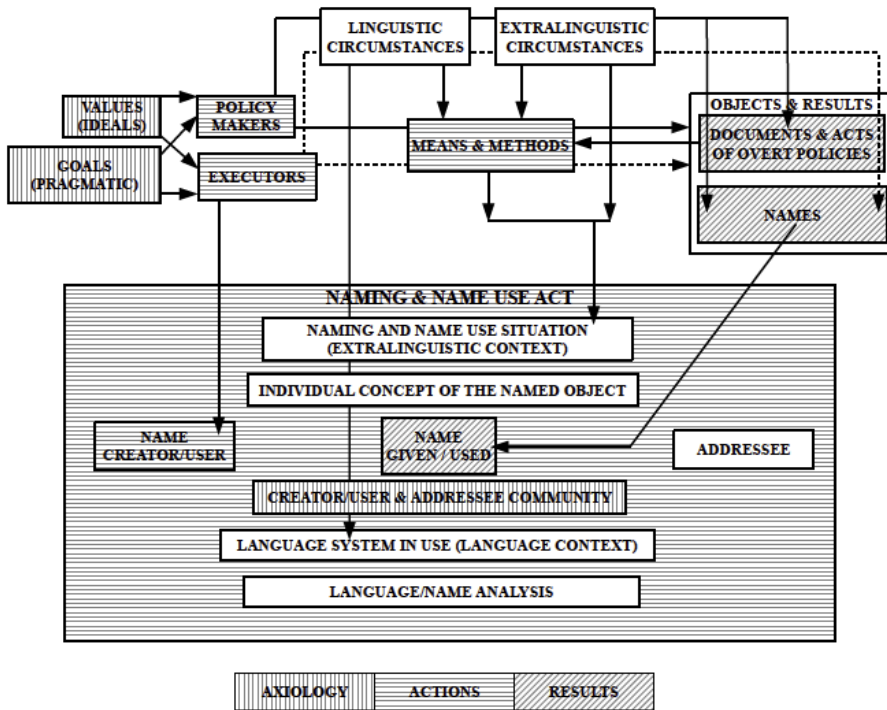 LINGUISTIC
CIRCUMSTANCES
EXTRALINGUISTIC
CIRCUMSTANCES
VALUES
(IDEALS)
POLICY
MAKERS
OBJECTS & RESULTS
GOALS
(PRAGMATIC)
EXECUTORS
MEANS & METHODS
DOCUMENTS & ACTS
OF OVERT POLICIES
NAMES
NAMING & NAME USE ACT
NAMING AND NAME USE SITUATION
(EXTRALINGUISTIC CONTEXT)
INDIVIDUAL CONCEPT OF THE NAMED OBJECT
NAME
CREATOR/USER
NAME
GIVEN / USED
ADDRESSEE
CREATOR/USER & ADDRESSEE COMMUNITY
LANGUAGE SYSTEM IN USE (LANGUAGE CONTEXT)
LANGUAGE/NAME ANALYSIS
AXIOLOGY
ACTIONS
RESULTS